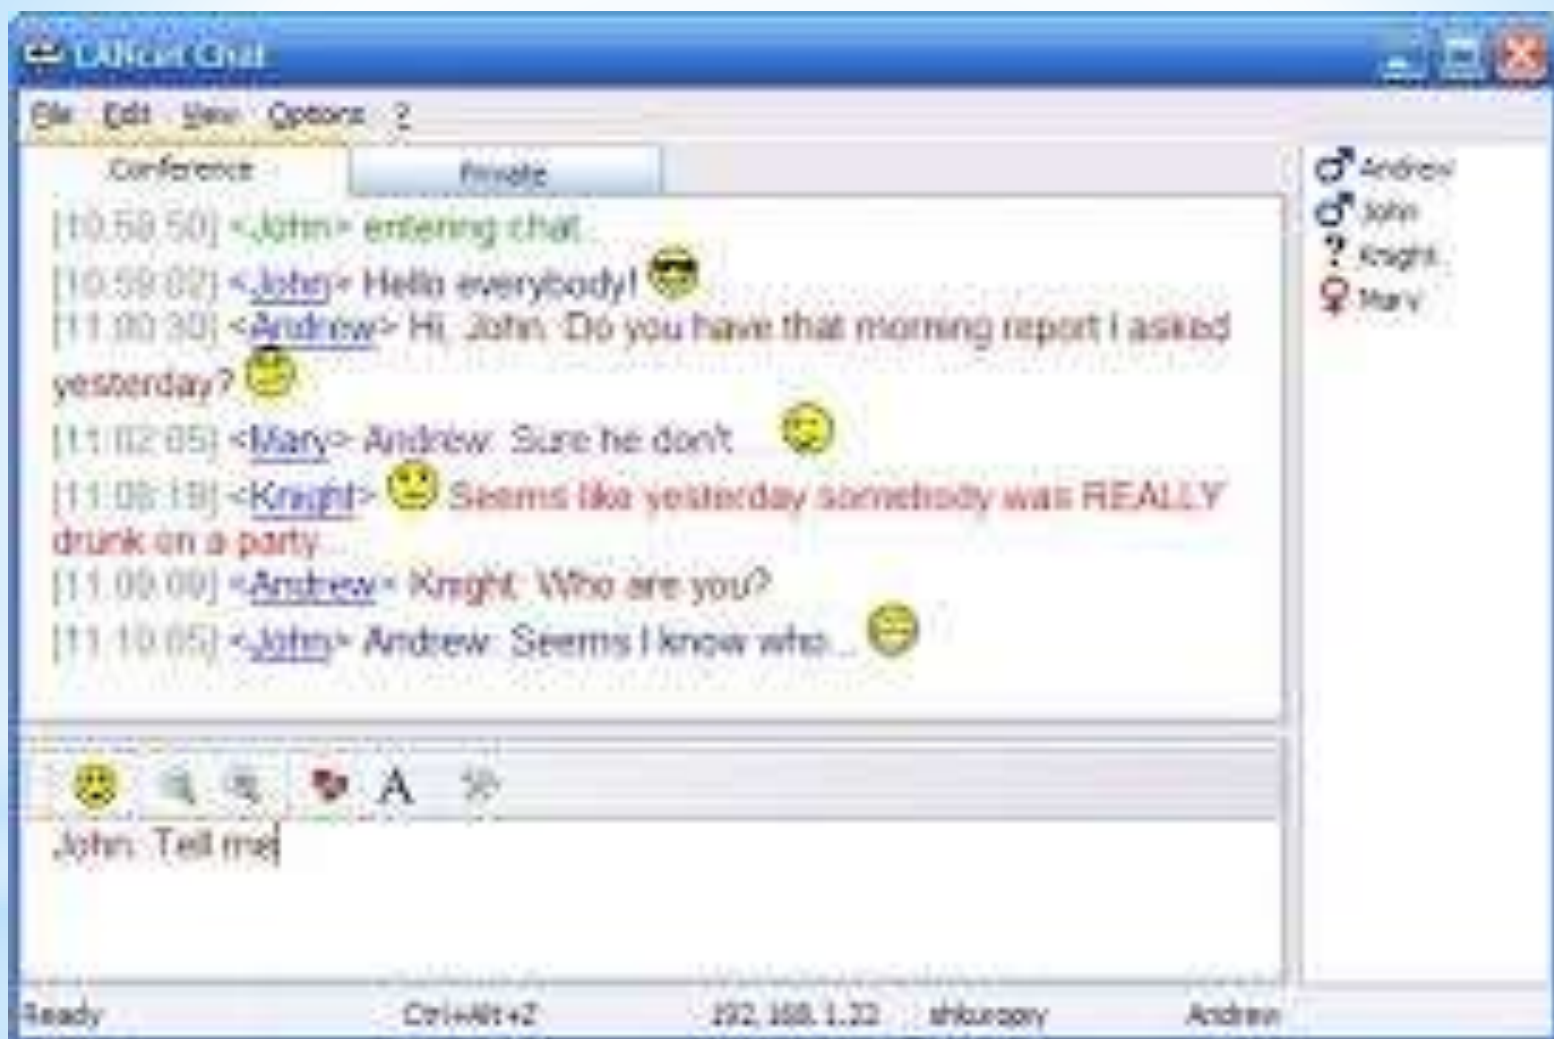 Chat
File Edit View Options ?
Conference Private
Andrew
John
Knight
Mary
[10:59:50] <John> entering chat...
[10:59:02] <John> Hello everybody!
[11:00:30] <Andrew> Hi, John. Do you have that morning report I asked
yesterday?
[11:02:05] <Mary> Andrew: Sure he don't...
[11:08:19] <Knight> Seems like yesterday somebody was REALLY
drunk on a party...
[11:09:09] <Andrew> Knight: Who are you?
[11:10:05] <John> Andrew: Seems I know who...
A
John: Tell me
Ready Ctrl+Alt+Z 192.168.1.22 Andrew